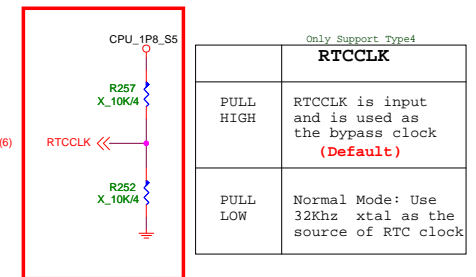 CPU_1P8_S5
R257
X_10K/4
(6)
RTCCLK
R252
X_10K/4
Only Support Type4
RTCCLK
PULL
HIGH
RTCCLK is input
and is used as
the bypass clock
(Default)
PULL
LOW
Normal Mode: Use
32Khz xtal as the
source of RTC clock